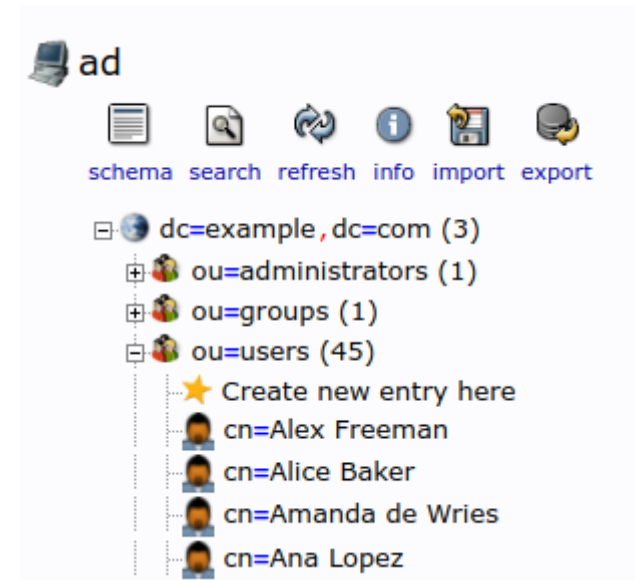 ad
schema search refresh info import export
dc=example,dc=com (3)
ou=administrators (1)
ou=groups (1)
ou=users (45)
Create new entry here
cn=Alex Freeman
cn=Alice Baker
cn=Amanda de Wries
cn=Ana Lopez